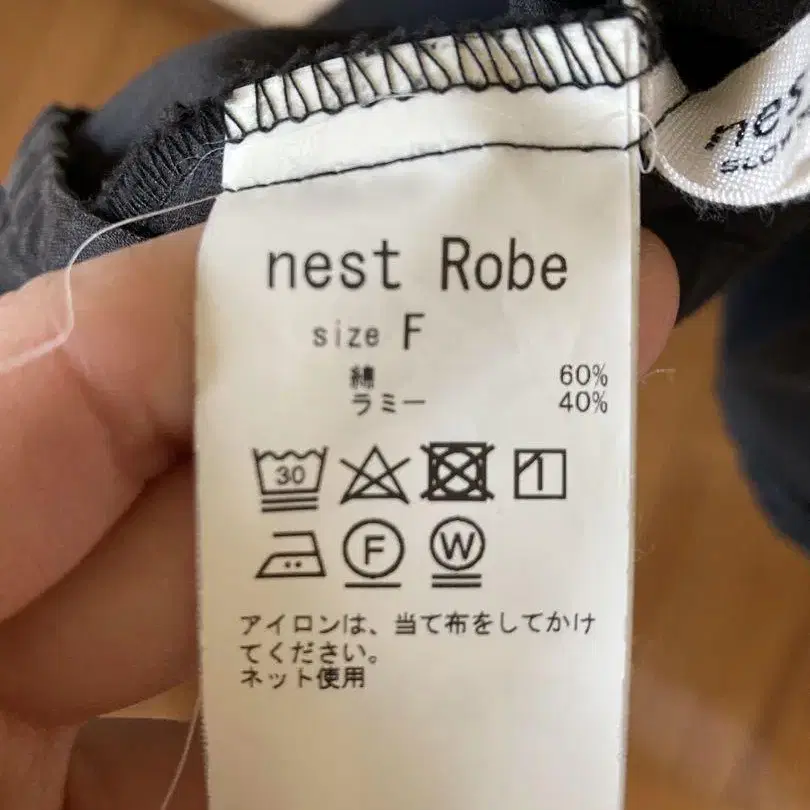 nest Robe
size F
綿 60%
ラミー 40%
30
F W
アイロンは、当て布をしてかけ
てください。
ネット使用